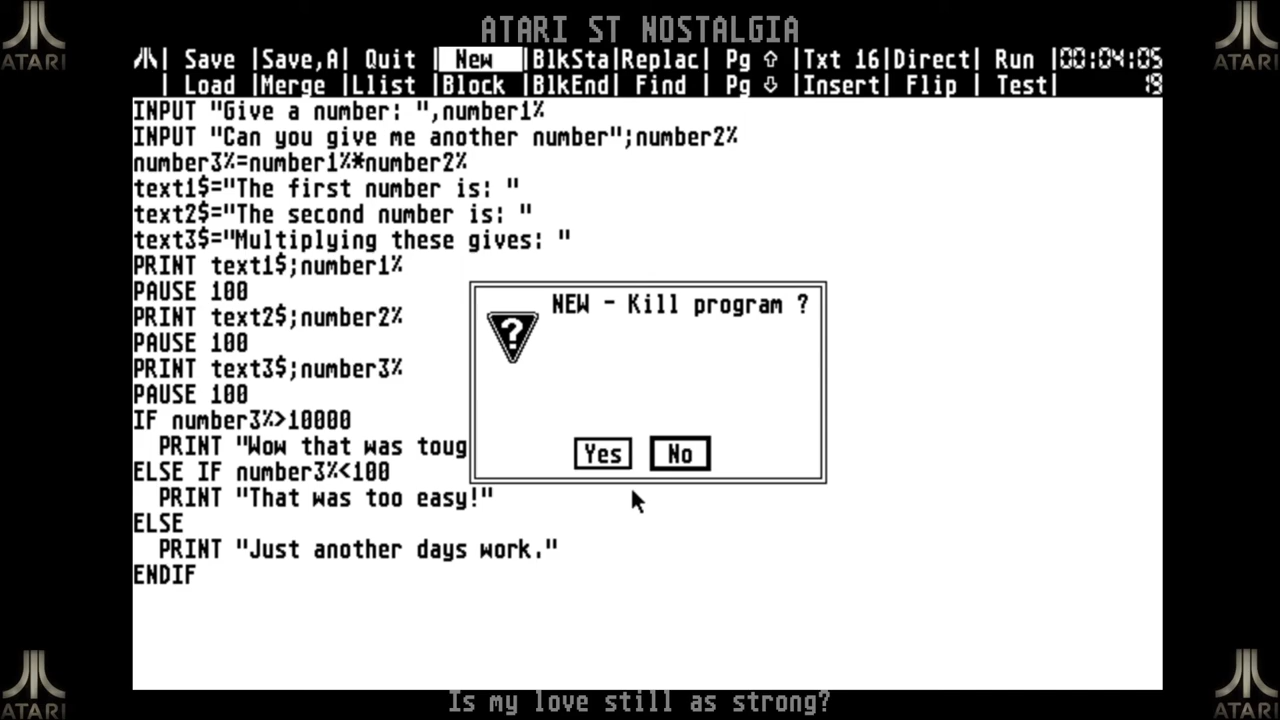 ATARI ST NOSTALGIA
ATARI
ATARI
Save |Save,A| Quit | New |BlkSta|Replac| Pg ⇧ |Txt 16|Direct| Run |00:04:05
| Load |Merge |Llist |Block |BlkEnd| Find | Pg ⇩ |Insert| Flip | Test| 19
INPUT "Give a number: ",number1%
INPUT "Can you give me another number";number2%
number3%=number1%*number2%
text1$="The first number is: "
text2$="The second number is: "
text3$="Multiplying these gives: "
PRINT text1$;number1%
PAUSE 100
PRINT text2$;number2%
PAUSE 100
PRINT text3$;number3%
PAUSE 100
IF number3%>10000
PRINT "Wow that was toug
ELSE IF number3%<100
PRINT "That was too easy!"
ELSE
PRINT "Just another days work."
ENDIF
NEW - Kill program ?
?
Yes No
Is my love still as strong?
ATARI
ATARI